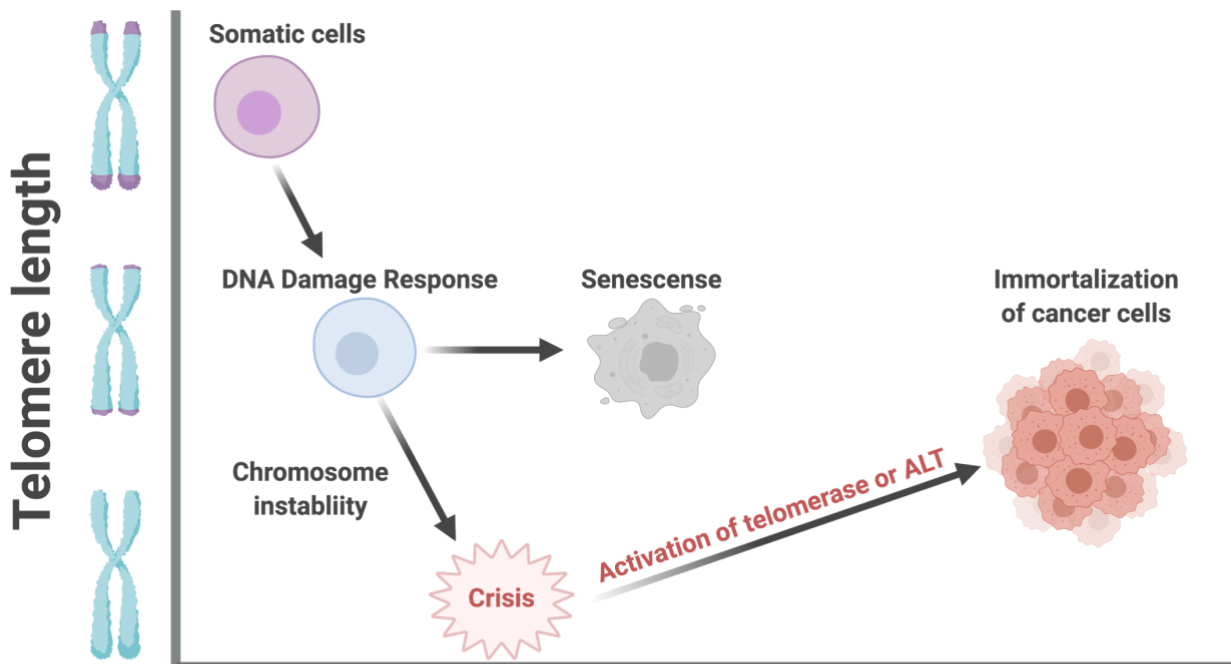 Telomere length
Somatic cells
DNA Damage Response
Senescense
Immortalization
of cancer cells
Chromosome
instabliity
Activation of telomerase or ALT
Crisis